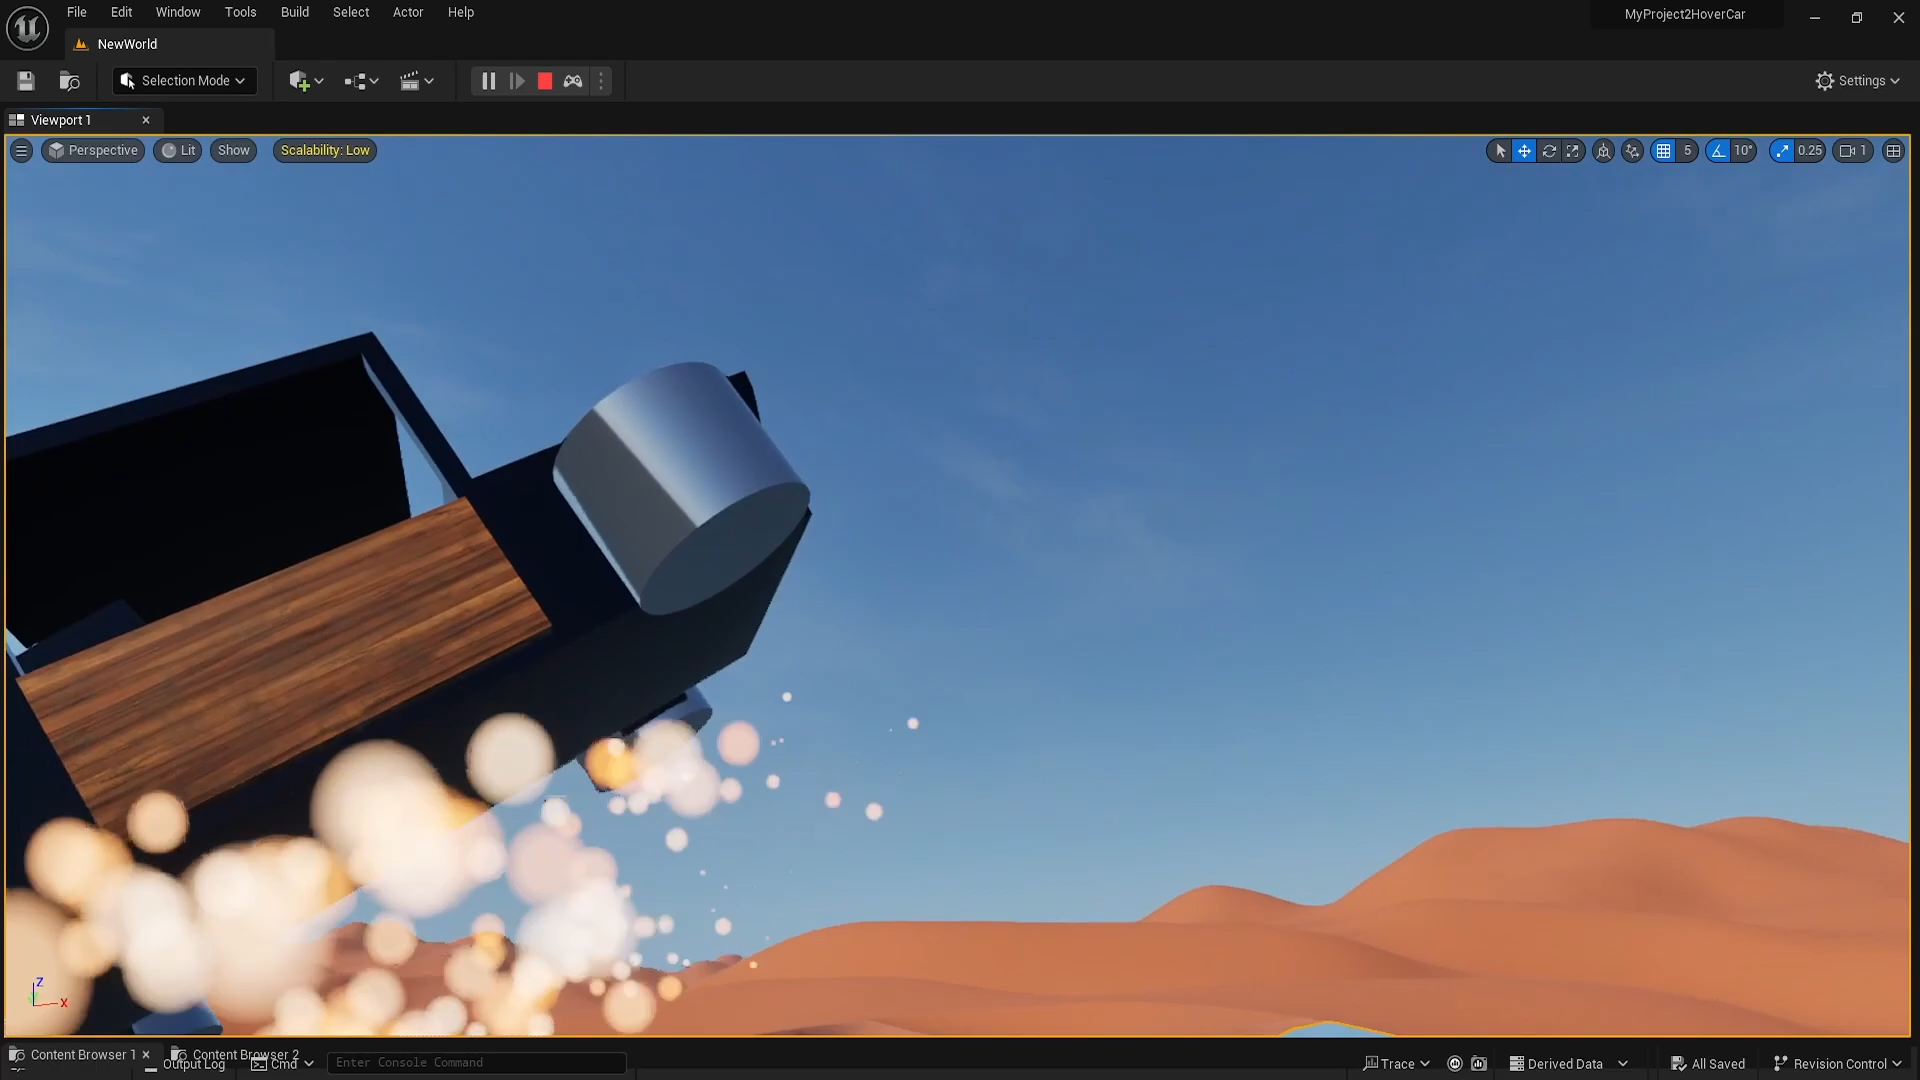 File Edit Window Tools Build Select Actor Help
MyProject2HoverCar
NewWorld
Selection Mode
Settings
Viewport 1
Perspective Lit Show Scalability: Low
5 10° 0.25 1
Z
X
Content Browser 1 Content Browser 2
Output Log Cmd Enter Console Command Trace Derived Data All Saved Revision Control